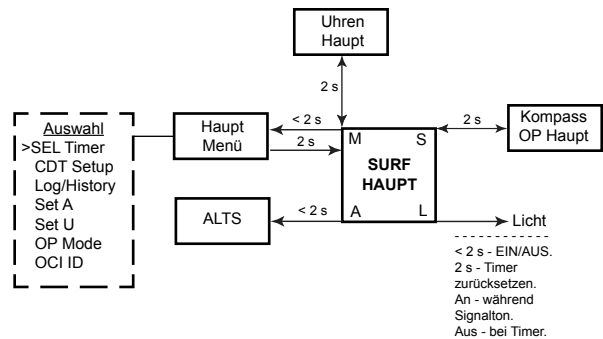 Uhren
Haupt
2 s
< 2 s
2 s
2 s
Auswahl
>SEL Timer
CDT Setup
Log/History
Set A
Set U
OP Mode
OCI ID
Haupt
Menü
M
S
SURF
HAUPT
A
L
Kompass
OP Haupt
ALTS
< 2 s
Licht
< 2 s - EIN/AUS.
2 s - Timer
zurücksetzen.
An - während
Signalton.
Aus - bei Timer.